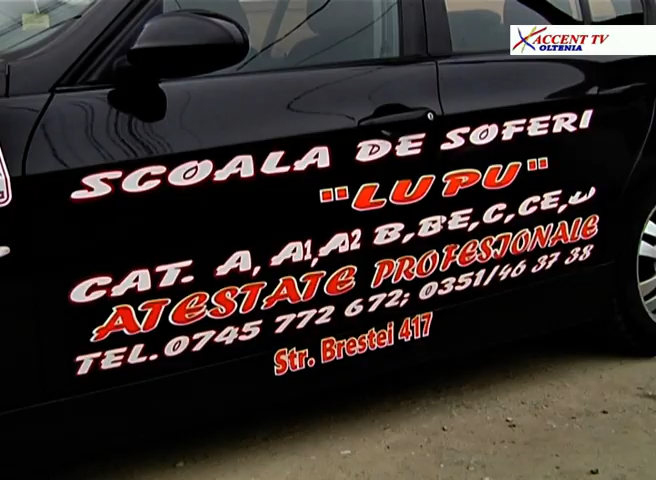 ACCENT TV
OLTENIA
SCOALA DE SOFERI
"LUPU"
CAT. A, A1, A2 B, BE, C, CE,
ATESTATE PROFESIONALE
TEL. 0745 772 672; 0351/46 37 38
Str. Brestei 417